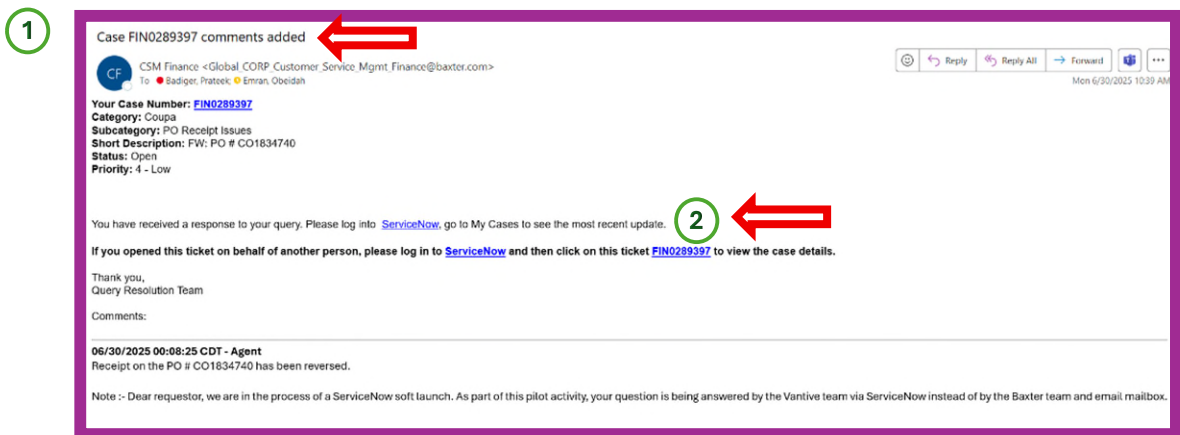 1
Case FIN0289397 comments added
CF
CSM Finance <Global_CORP_Customer_Service_Mgmt_Finance@baxter.com>
To Badiger, Prateek; Emran, Obeidah
Reply
Reply All
Forward
Mon 6/30/2025 10:39 AM
Your Case Number: FIN0289397
Category: Coupa
Subcategory: PO Receipt Issues
Short Description: FW: PO # CO1834740
Status: Open
Priority: 4 - Low
You have received a response to your query. Please log into ServiceNow, go to My Cases to see the most recent update.
2
If you opened this ticket on behalf of another person, please log in to ServiceNow and then click on this ticket FIN0289397 to view the case details.
Thank you,
Query Resolution Team
Comments:
06/30/2025 00:08:25 CDT - Agent
Receipt on the PO # CO1834740 has been reversed.
Note :- Dear requestor, we are in the process of a ServiceNow soft launch. As part of this pilot activity, your question is being answered by the Vantive team via ServiceNow instead of by the Baxter team and email mailbox.